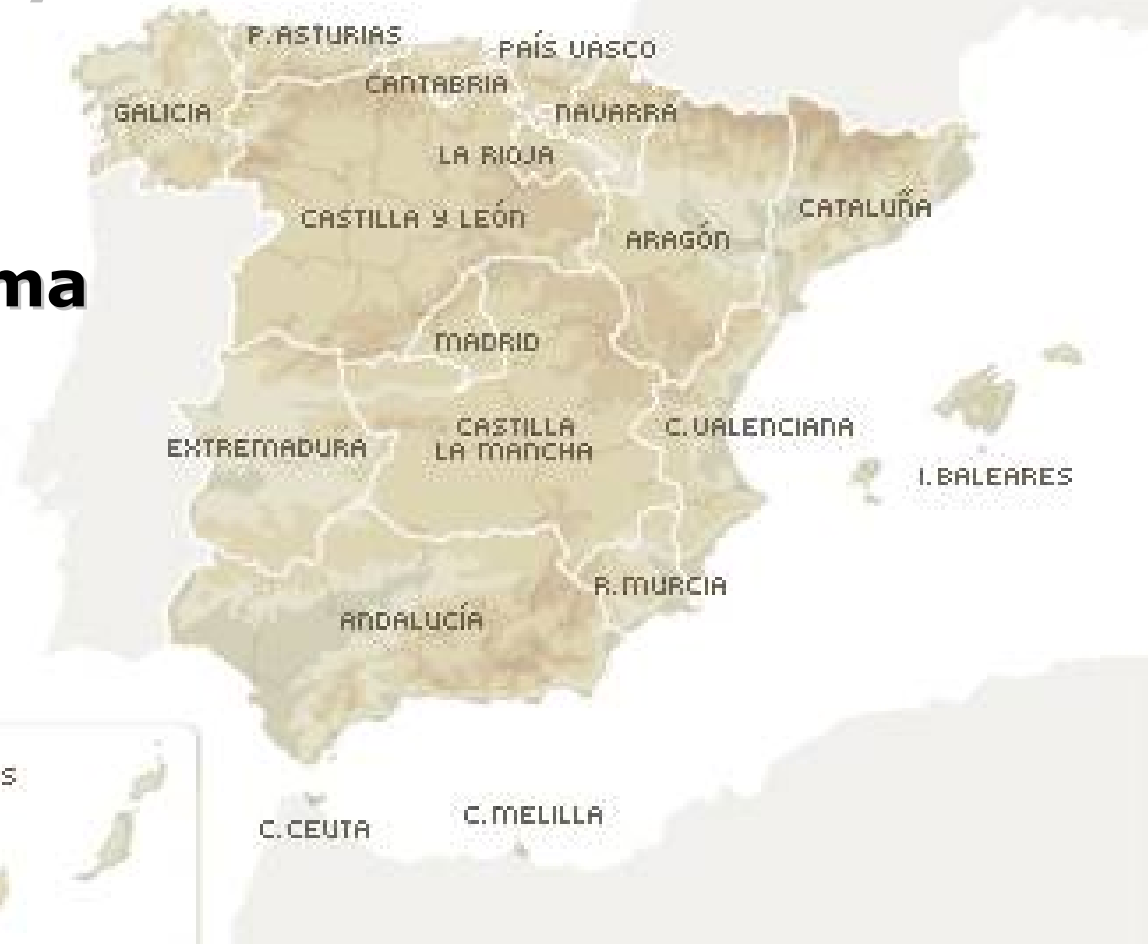 P. ASTURIAS
PAÍS VASCO
CANTABRIA
GALICIA
NAVARRA
LA RIOJA
CATALUÑA
CASTILLA Y LEÓN
ARAGÓN
ma
MADRID
C. VALENCIANA
CASTILLA
LA MANCHA
EXTREMADURA
I. BALEARES
R. MURCIA
ANDALUCÍA
S
C. MELILLA
C. CEUTA